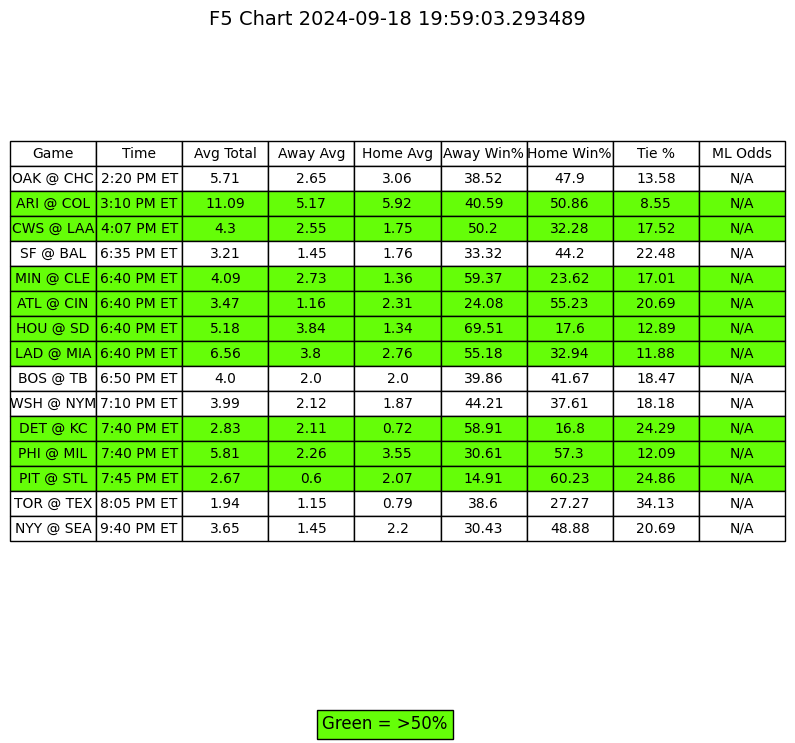 F5 Chart 2024-09-18 19:59:03.293489
Game Time Avg Total Away Avg Home Avg Away Win% Home Win% Tie % ML Odds
OAK @ CHC 2:20 PM ET 5.71 2.65 3.06 38.52 47.9 13.58 N/A
ARI @ COL 3:10 PM ET 11.09 5.17 5.92 40.59 50.86 8.55 N/A
CWS @ LAA 4:07 PM ET 4.3 2.55 1.75 50.2 32.28 17.52 N/A
SF @ BAL 6:35 PM ET 3.21 1.45 1.76 33.32 44.2 22.48 N/A
MIN @ CLE 6:40 PM ET 4.09 2.73 1.36 59.37 23.62 17.01 N/A
ATL @ CIN 6:40 PM ET 3.47 1.16 2.31 24.08 55.23 20.69 N/A
HOU @ SD 6:40 PM ET 5.18 3.84 1.34 69.51 17.6 12.89 N/A
LAD @ MIA 6:40 PM ET 6.56 3.8 2.76 55.18 32.94 11.88 N/A
BOS @ TB 6:50 PM ET 4.0 2.0 2.0 39.86 41.67 18.47 N/A
WSH @ NYM 7:10 PM ET 3.99 2.12 1.87 44.21 37.61 18.18 N/A
DET @ KC 7:40 PM ET 2.83 2.11 0.72 58.91 16.8 24.29 N/A
PHI @ MIL 7:40 PM ET 5.81 2.26 3.55 30.61 57.3 12.09 N/A
PIT @ STL 7:45 PM ET 2.67 0.6 2.07 14.91 60.23 24.86 N/A
TOR @ TEX 8:05 PM ET 1.94 1.15 0.79 38.6 27.27 34.13 N/A
NYY @ SEA 9:40 PM ET 3.65 1.45 2.2 30.43 48.88 20.69 N/A
Green = >50%